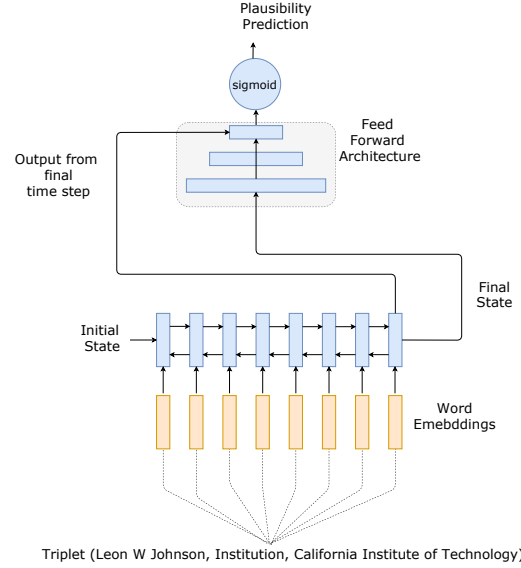 Plausibility
Prediction
sigmoid
Feed
Forward
Architecture
Output from
final
time step
Final
State
Initial
State
Word
Emebddings
Triplet (Leon W Johnson, Institution, California Institute of Technology)